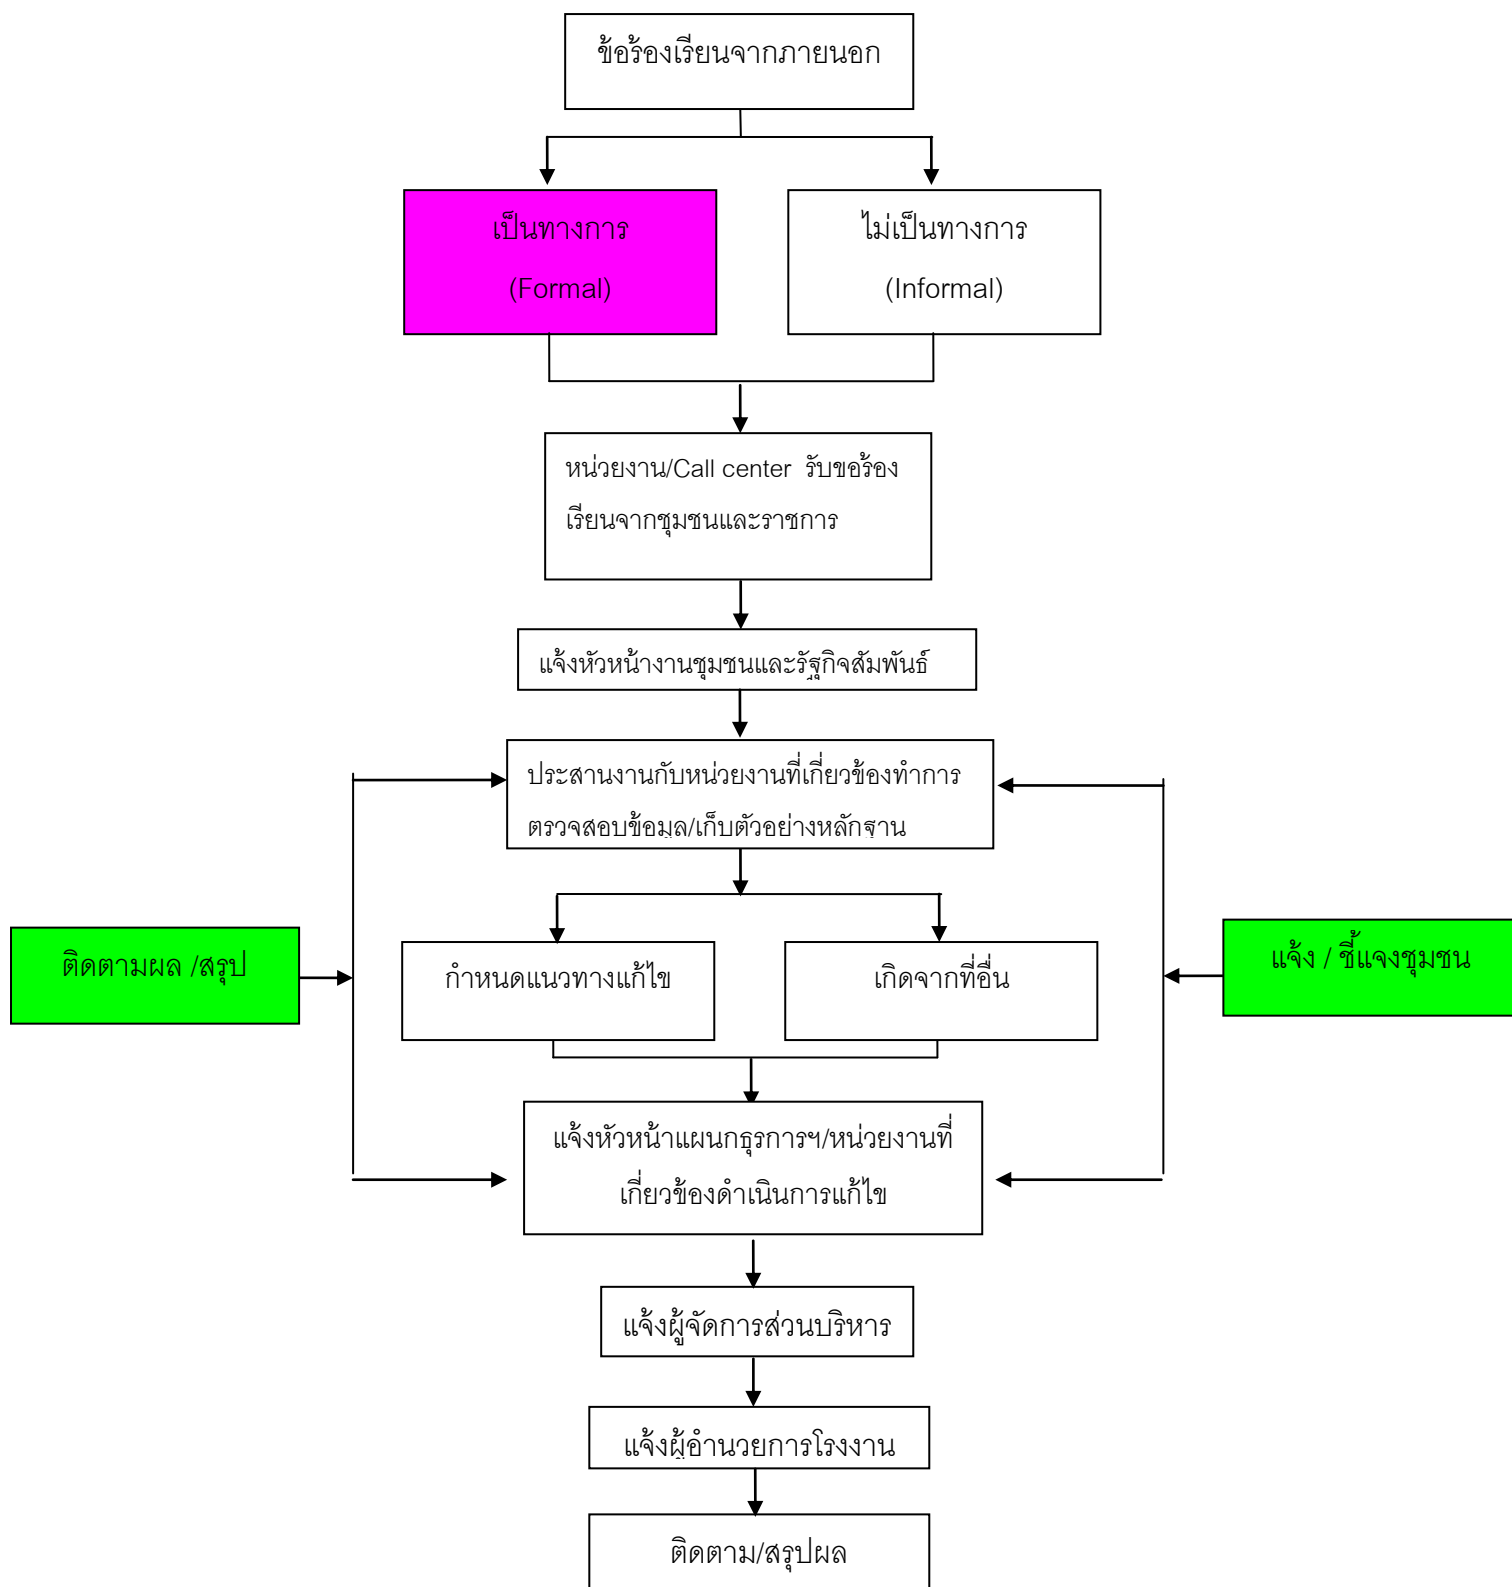 ข้อร้องเรียนจากภายนอก
เป็นทางการ
(Formal)
ไม่เป็นทางการ
(Informal)
หน่วยงาน/Call center รับขอร้อง
เรียนจากชุมชนและราชการ
แจ้งหัวหน้างานชุมชนและรัฐกิจสัมพันธ์
ประสานงานกับหน่วยงานที่เกี่ยวข้องทำการ
ตรวจสอบข้อมูล/เก็บตัวอย่างหลักฐาน
ติดตามผล /สรุป
กำหนดแนวทางแก้ไข
เกิดจากที่อื่น
แจ้ง / ชี้แจงชุมชน
แจ้งหัวหน้าแผนกธุรการฯ/หน่วยงานที่
เกี่ยวข้องดำเนินการแก้ไข
แจ้งผู้จัดการส่วนบริหาร
แจ้งผู้อำนวยการโรงงาน
ติดตาม/สรุปผล